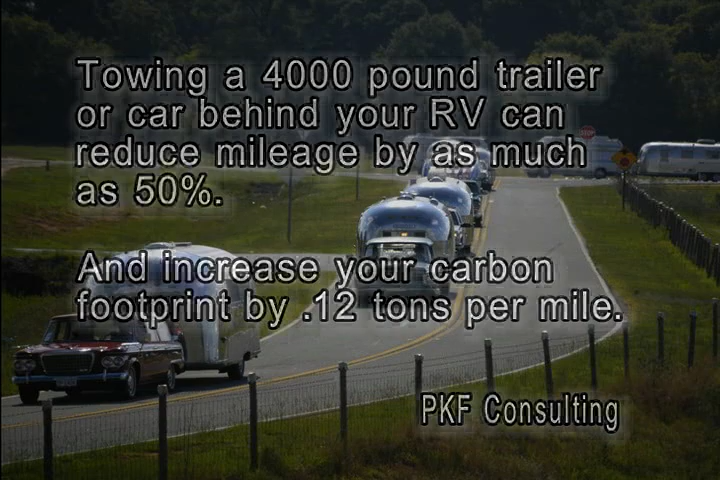 Towing a 4000 pound trailer
or car behind your RV can
reduce mileage by as much
as 50%.
And increase your carbon
footprint by .12 tons per mile.
PKF Consulting